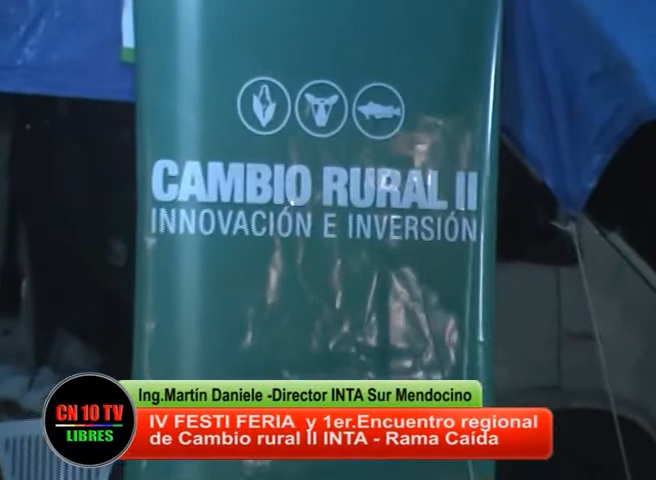 CAMBIO RURAL II
INNOVACIÓN E INVERSIÓN
Ing.Martín Daniele -Director INTA Sur Mendocino
CN 10 TV
LIBRES
IV FESTI FERIA y 1er.Encuentro regional
de Cambio rural II INTA - Rama Caída